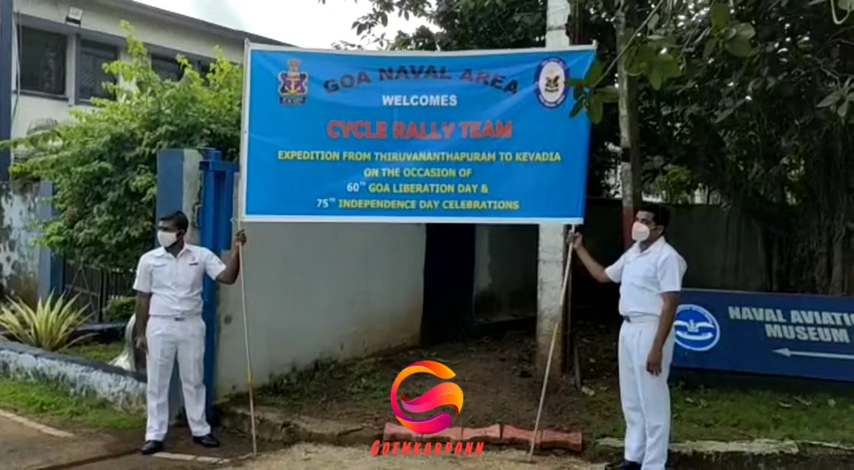 GOA NAVAL AREA
WELCOMES
CYCLE RALLY TEAM
EXPEDITION FROM THIRUVANANTHAPURAM TO KEVADIA
ON THE OCCASION OF
60TH GOA LIBERATION DAY &
75TH INDEPENDENCE DAY CELEBRATIONS
NAVAL AVIATIO
MUSEUM
GOEMKARPONN